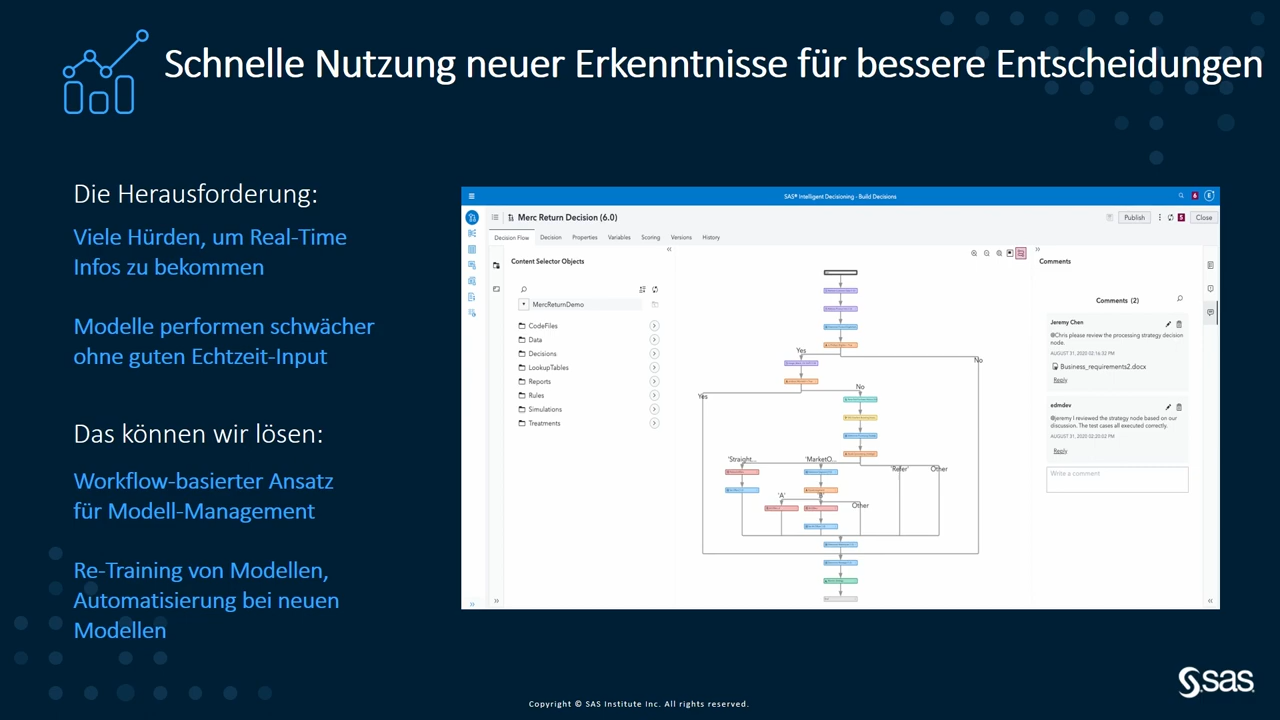 Schnelle Nutzung neuer Erkenntnisse für bessere Entscheidungen
Die Herausforderung:
Viele Hürden, um Real-Time
Infos zu bekommen
Modelle performen schwächer
ohne guten Echtzeit-Input
Das können wir lösen:
Workflow-basierter Ansatz
für Modell-Management
Re-Training von Modellen,
Automatisierung bei neuen
Modellen
SAS® Intelligent Decisioning - Build Decisions
E
Merc Return Decision (6.0)
Publish
Close
Decision Flow
Decision
Properties
Variables
Scoring
Versions
History
Content Selector Objects
MercReturnDemo
CodeFiles
Data
Decisions
LookupTables
Reports
Rules
Simulations
Treatments
Yes
No
Yes
No
'Straight...
'MarketO...
'Refer'
Other
'A'
Other
Comments
Comments (2)
Jeremy Chen
@Chris please review the processing strategy decision
node.
AUGUST 31, 2020 02:16:32 PM
Business_requirements2.docx
Reply
edmdev
@jeremy I reviewed the strategy node based on our
discussion. The test cases all executed correctly.
AUGUST 31, 2020 02:20:02 PM
Reply
Write a comment
sas
Copyright © SAS Institute Inc. All rights reserved.